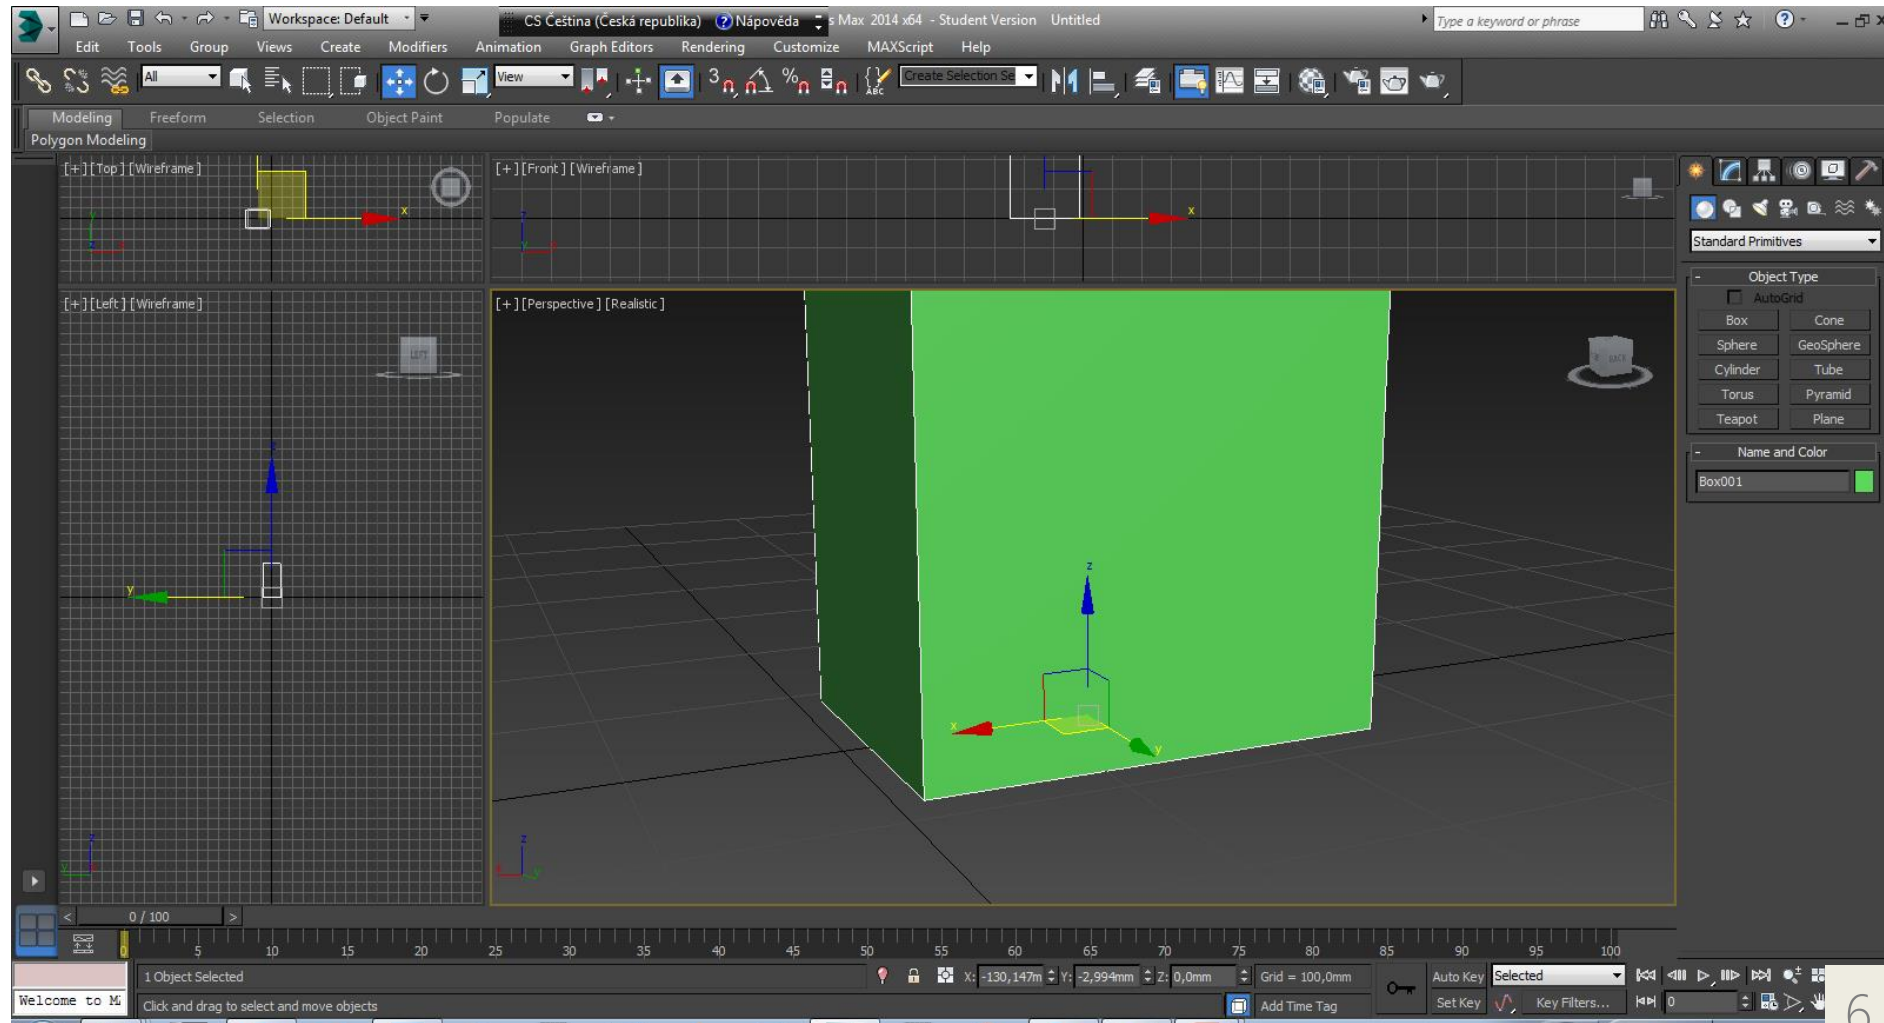 Workspace: Default
CS Čeština (Česká republika) ? Nápověda
s Max 2014 x64 - Student Version Untitled
Type a keyword or phrase
Edit Tools Group Views Create Modifiers Animation Graph Editors Rendering Customize MAXScript Help
All View 3 % ABC Create Selection Se
Modeling Freeform Selection Object Paint Populate
Polygon Modeling
[+][Top][Wireframe]
y x z
[+][Front][Wireframe]
z x y
Standard Primitives
- Object Type
AutoGrid
Box Cone
Sphere GeoSphere
Cylinder Tube
Torus Pyramid
Teapot Plane
- Name and Color
Box001
[+][Left][Wireframe]
LEFT
z
y
z
y
[+][Perspective][Realistic]
BACK
z
x
y
z
y
< 0 / 100 >
0 5 10 15 20 25 30 35 40 45 50 55 60 65 70 75 80 85 90 95 100
1 Object Selected X: -130,147m Y: -2,994mm Z: 0,0mm Grid = 100,0mm Auto Key Selected
Welcome to M Click and drag to select and move objects Add Time Tag Set Key Key Filters... 0
6